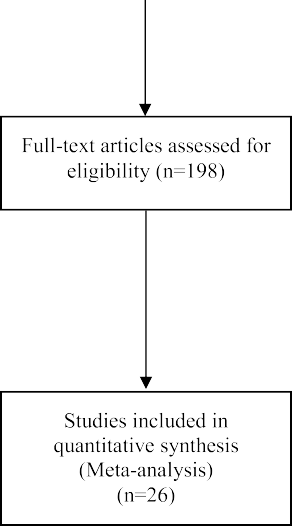 Full-text articles assessed for
eligibility (n=198)
Studies included in
quantitative synthesis
(Meta-analysis)
(n=26)